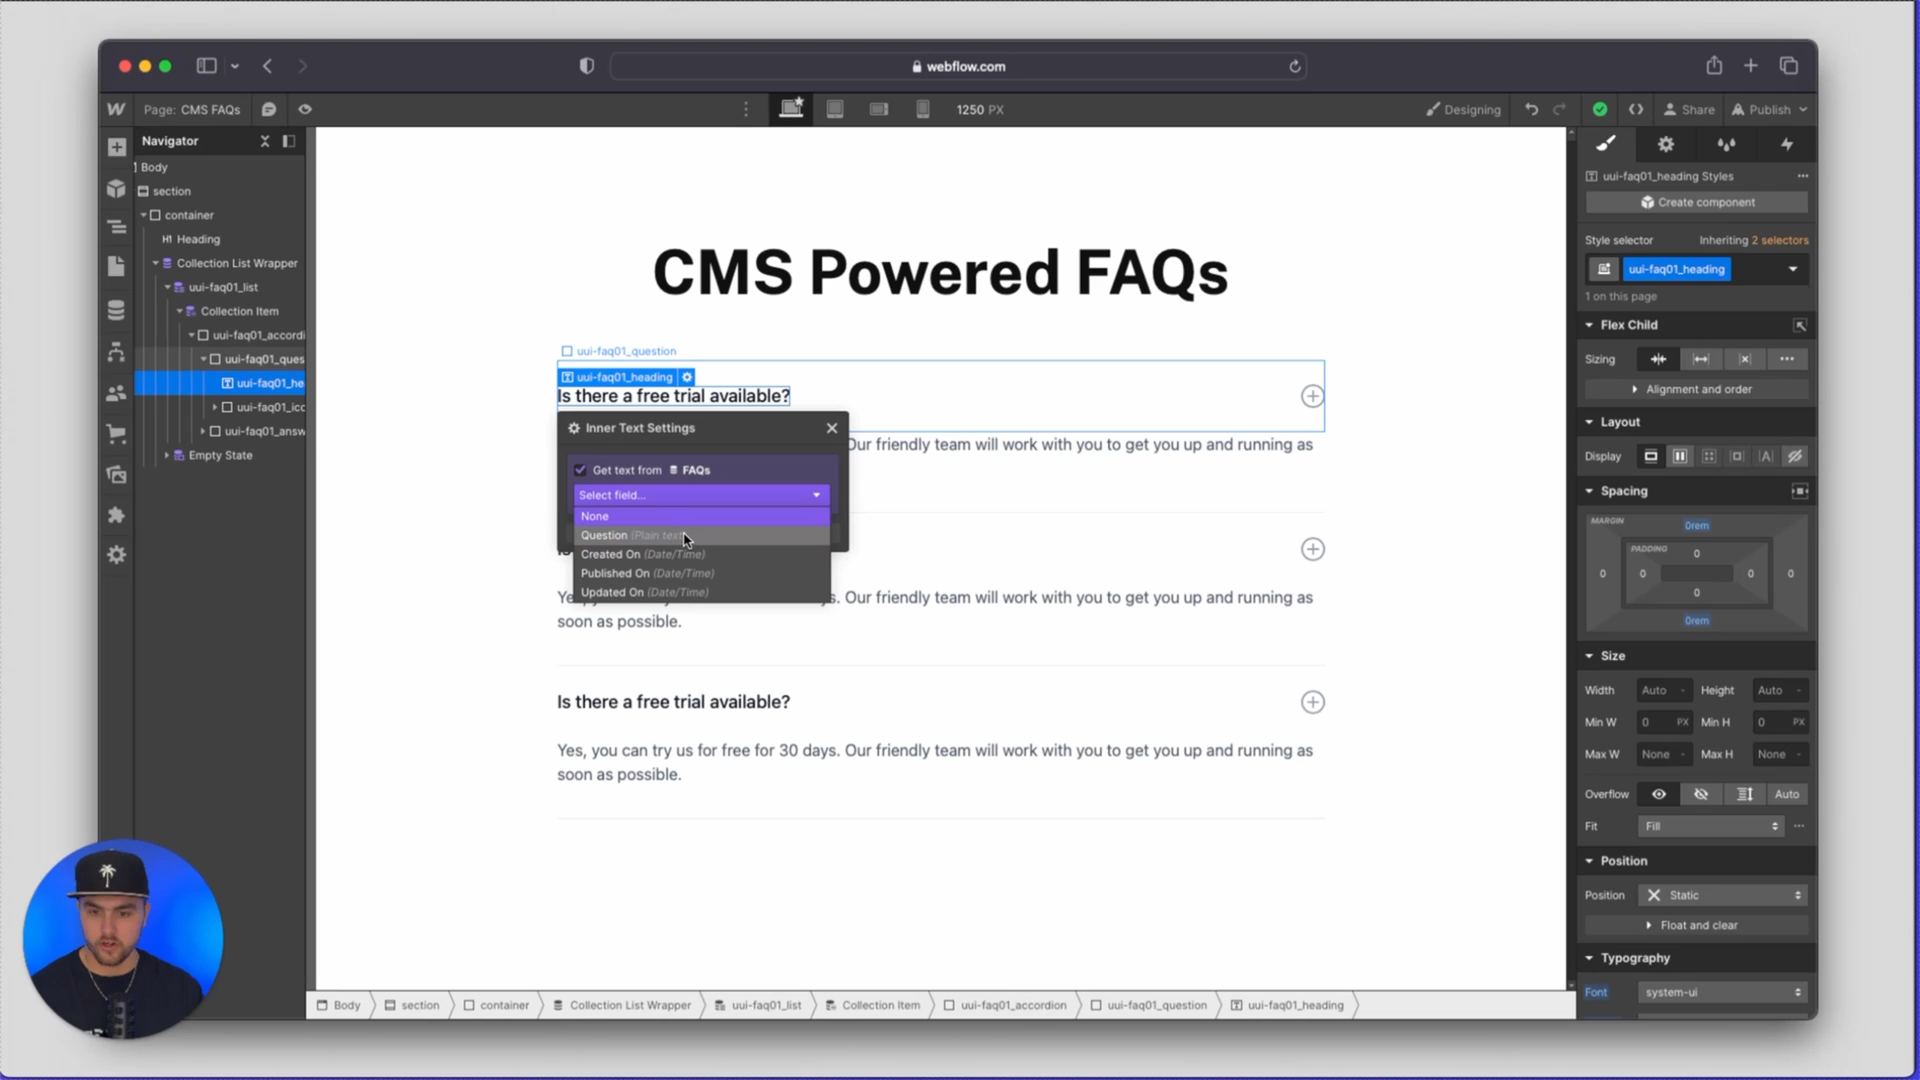 webflow.com
Page: CMS FAQs
1250 PX
Designing
Share
Publish
Navigator
Body
section
container
H1 Heading
Collection List Wrapper
uui-faq01_list
Collection Item
uui-faq01_accordi
uui-faq01_ques
uui-faq01_he
uui-faq01_icc
uui-faq01_answ
Empty State
CMS Powered FAQs
uui-faq01_question
uui-faq01_heading
Is there a free trial available?
Inner Text Settings
Our friendly team will work with you to get you up and running as
Get text from FAQs
Select field...
None
Question (Plain text
Created On (Date/Time)
Published On (Date/Time)
Updated On (Date/Time)
s. Our friendly team will work with you to get you up and running as
soon as possible.
Is there a free trial available?
Yes, you can try us for free for 30 days. Our friendly team will work with you to get you up and running as
soon as possible.
uui-faq01_heading Styles
Create component
Style selector
Inheriting 2 selectors
uui-faq01_heading
1 on this page
Flex Child
Sizing
Alignment and order
Layout
Display
Spacing
MARGIN
0rem
PADDING
0
0 0 0 0
0
0rem
Size
Width Auto - Height Auto -
Min W 0 PX Min H 0 PX
Max W None - Max H None -
Overflow Auto
Fit Fill
Position
Position Static
Float and clear
Typography
Font system-ui
Body section container Collection List Wrapper uui-faq01_list Collection Item uui-faq01_accordion uui-faq01_question uui-faq01_heading